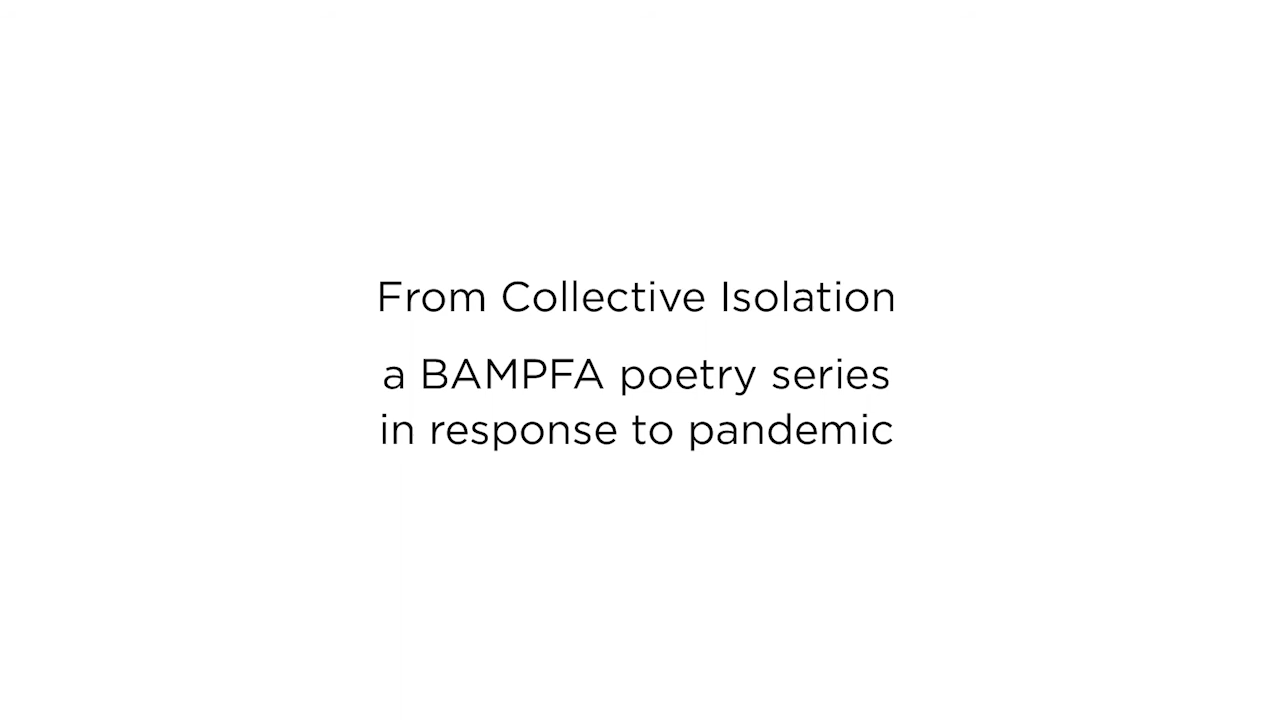 From Collective Isolation
a BAMPFA poetry series
in response to pandemic